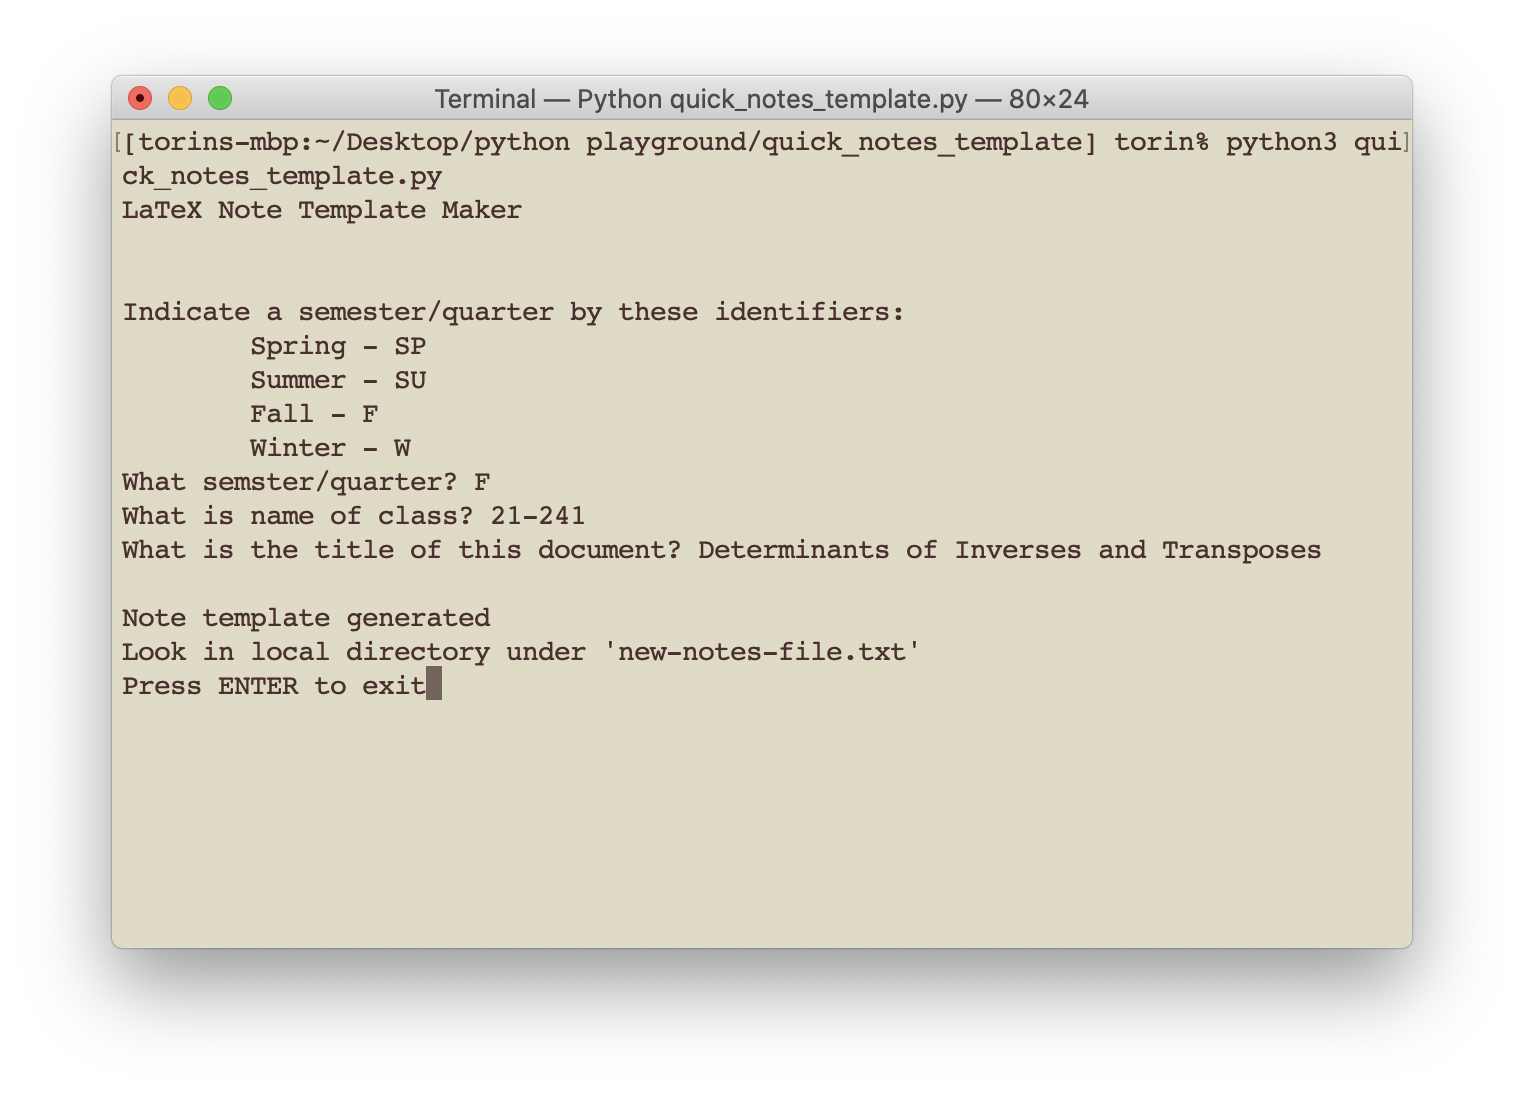 Terminal — Python quick_notes_template.py — 80×24
[[torins-mbp:~/Desktop/python playground/quick_notes_template] torin% python3 qui]
ck_notes_template.py
LaTeX Note Template Maker
Indicate a semester/quarter by these identifiers:
Spring - SP
Summer - SU
Fall - F
Winter - W
What semster/quarter? F
What is name of class? 21-241
What is the title of this document? Determinants of Inverses and Transposes
Note template generated
Look in local directory under 'new-notes-file.txt'
Press ENTER to exit